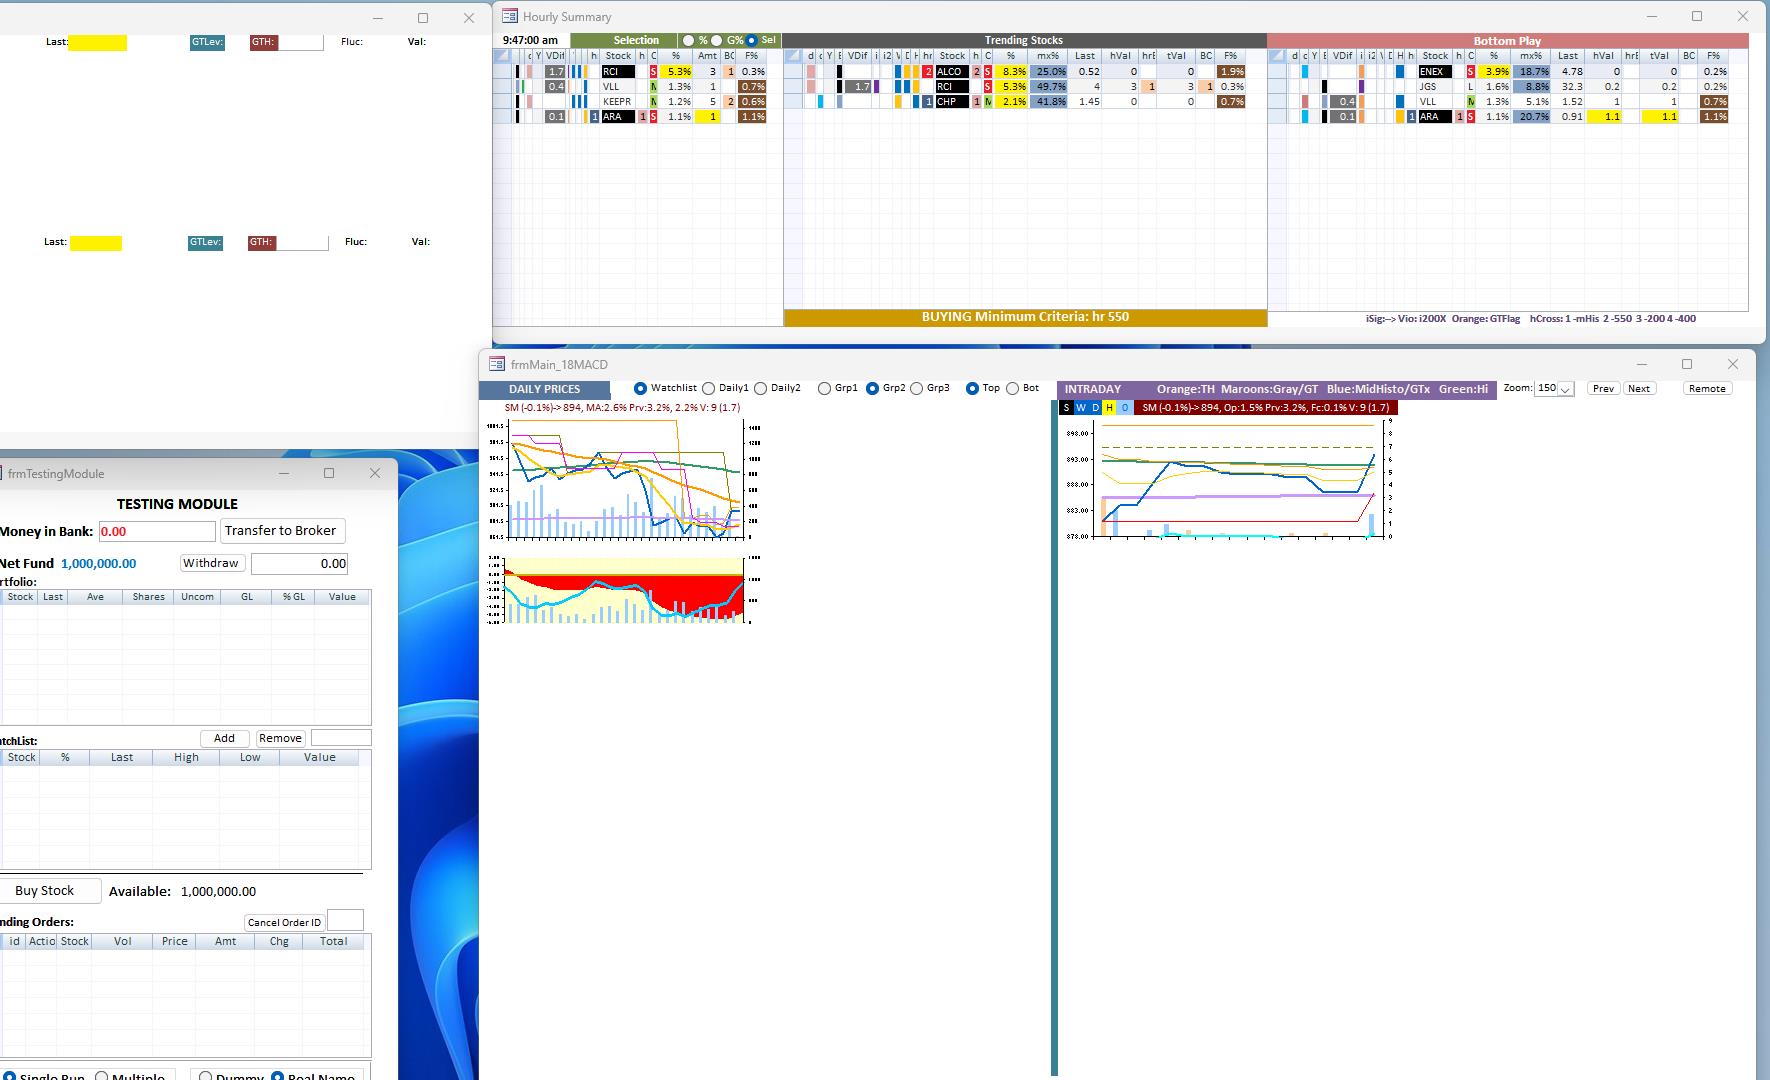 Last: GTLev: GTH: Fluc: Val:
Last: GTLev: GTH: Fluc: Val:
Hourly Summary
9:47:00 am Selection % G% Sel Trending Stocks Bottom Play
VDif h Stock h C % Amt BC F%
1.7 RCI S 5.3% 3 1 0.3%
0.4 VLL M 1.3% 1 0.7%
KEEPR M 1.2% 5 2 0.6%
0.1 1 ARA h S 1.1% 1 1.1%
d c Y E VDif i i2 V D H hr Stock h C % mx% Last hVal hrE tVal BC F%
2 ALCO 2 S 8.3% 25.0% 0.52 0 0 1.9%
1.7 RCI S 5.3% 49.7% 4 3 1 3 1 0.3%
1 CHP h M 2.1% 41.8% 1.45 0 0 0.7%
d c Y E VDif i i2 V D H h Stock h C % mx% Last hVal hrE tVal BC F%
ENEX S 3.9% 18.7% 4.78 0 0 0.2%
JGS L 1.6% 8.8% 32.3 0.2 0.2 0.2%
0.4 VLL M 1.3% 5.1% 1.52 1 1 0.7%
0.1 1 ARA h S 1.1% 20.7% 0.91 1.1 1.1 1.1%
BUYING Minimum Criteria: hr 550
iSig:--> Vio: i200X Orange: GTFlag hCross: 1 -mHis 2 -550 3 -200 4 -400
frmMain_18MACD
DAILY PRICES Watchlist Daily1 Daily2 Grp1 Grp2 Grp3 Top Bot
INTRADAY Orange:TH Maroons:Gray/GT Blue:MidHisto/GTx Green:Hi Zoom: 150 Prev Next Remote
SM (-0.1%)-> 894, MA:2.6% Prv:3.2%, 2.2% V: 9 (1.7)
S W D H 0 SM (-0.1%)-> 894, Op:1.5% Prv:3.2%, Fc:0.1% V: 9 (1.7)
898.00
893.00
888.00
883.00
878.00
9
8
7
6
5
4
3
2
1
0
frmTestingModule
TESTING MODULE
Money in Bank: 0.00 Transfer to Broker
Net Fund 1,000,000.00 Withdraw 0.00
rtfolio:
Stock Last Ave Shares Uncom GL % GL Value
tchList: Add Remove
Stock % Last High Low Value
Buy Stock Available: 1,000,000.00
nding Orders: Cancel Order ID
id Actio Stock Vol Price Amt Chg Total
Single Run Multiple Dummy Real Name